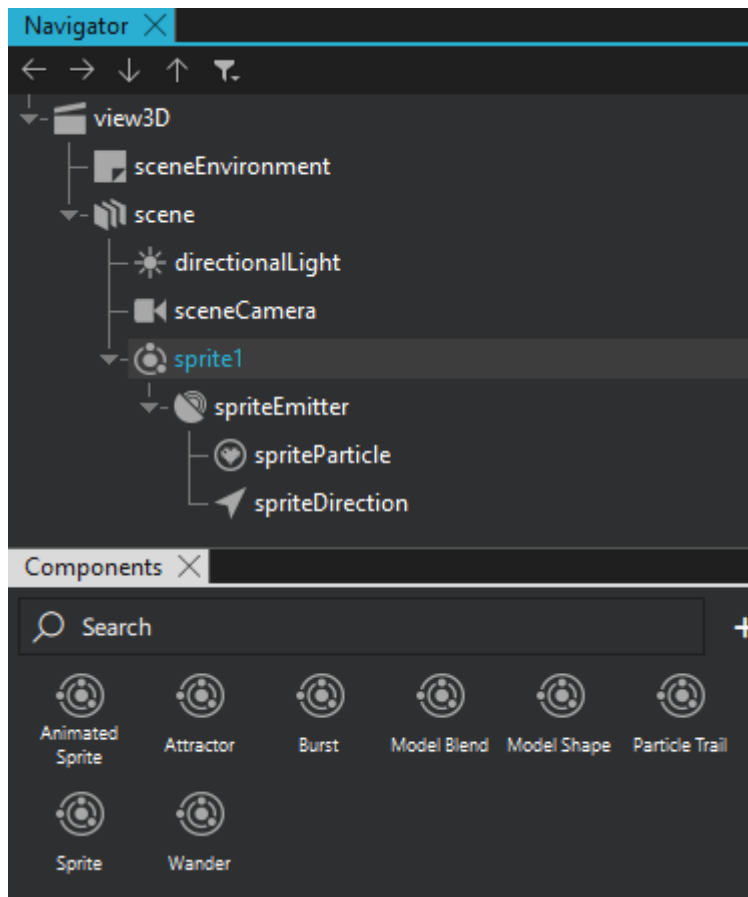 Navigator
view3D
sceneEnvironment
scene
directionalLight
sceneCamera
sprite1
spriteEmitter
spriteParticle
spriteDirection
Components
Search
Animated
Sprite
Attractor
Burst
Model Blend
Model Shape
Particle Trail
Sprite
Wander